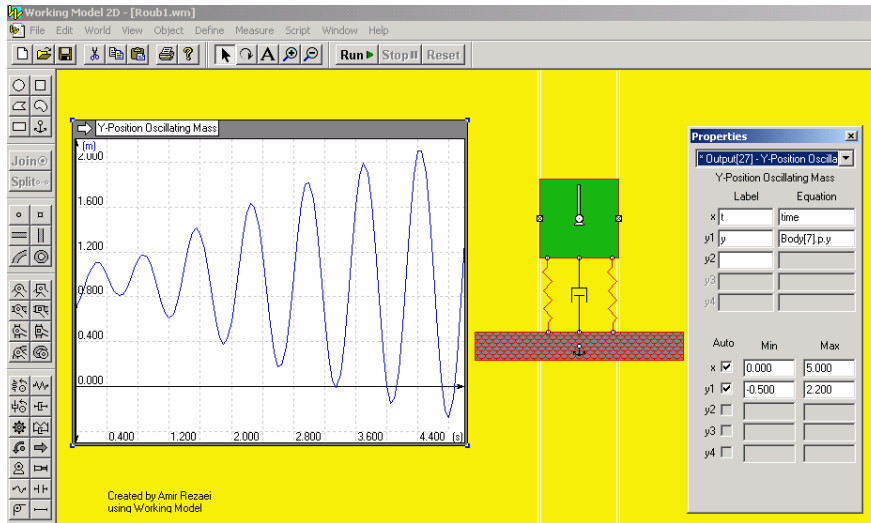 Working Model 2D - [Roub1.wm]
File Edit World View Object Define Measure Script Window Help
Run Stop Reset
Join
Split
Y-Position Oscillating Mass
(m)
2.000
1.600
1.200
0.800
0.400
0.000
0.400 1.200 2.000 2.800 3.600 4.400 (s)
Created by Amir Rezaei
using Working Model
Properties
* Output[27] - Y-Position Oscilla
Y-Position Oscillating Mass
Label Equation
x t time
y1 y Body[7].p.y
y2
y3
y4
Auto Min Max
x 0.000 5.000
y1 -0.500 2.200
y2
y3
y4